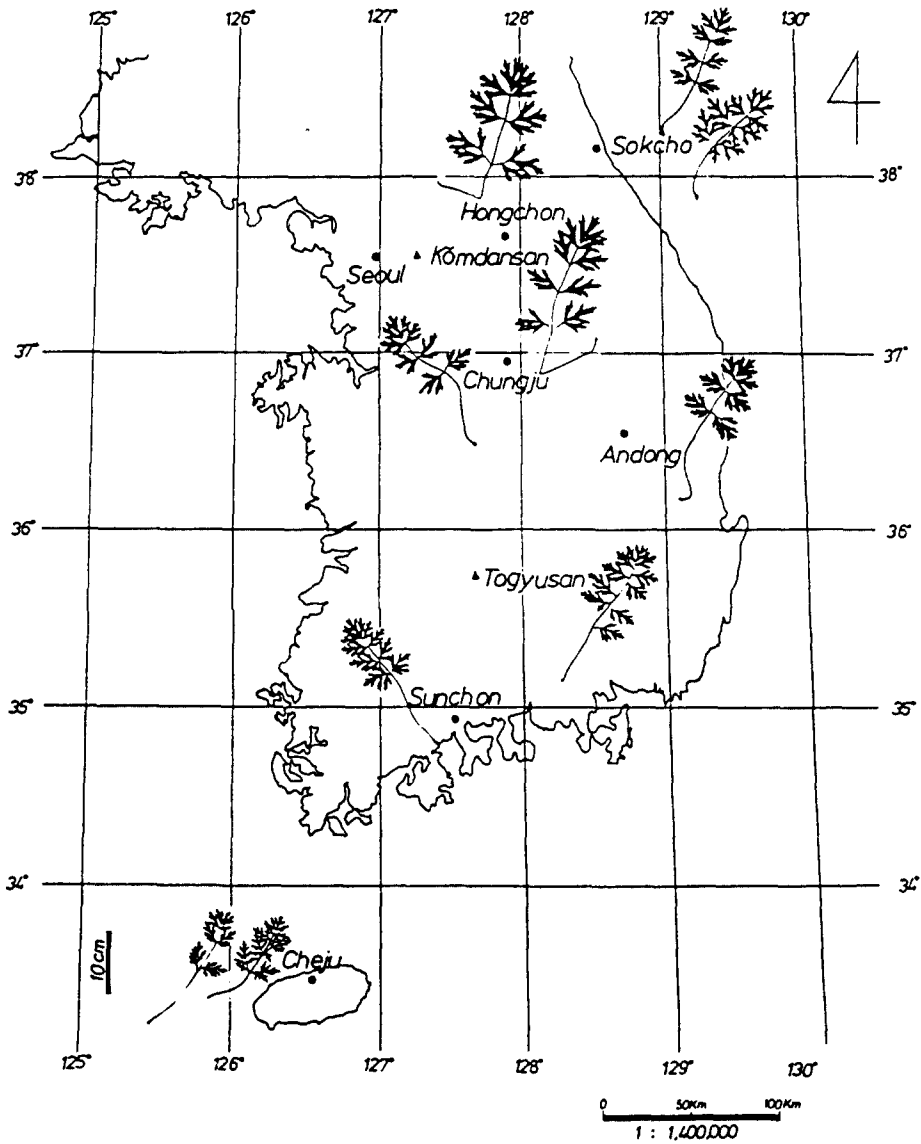 125° 126° 127° 128° 129° 130°
4
Sokcho
38° 38°
Hongchon
Kŏmdansan
Seoul
37° 37°
Chungju
Andong
36° 36°
Togyusan
Sunchon
35° 35°
34° 34°
10cm
Cheju
125° 126° 127° 128° 129° 130°
0 50Km 100Km
1 : 1,400,000